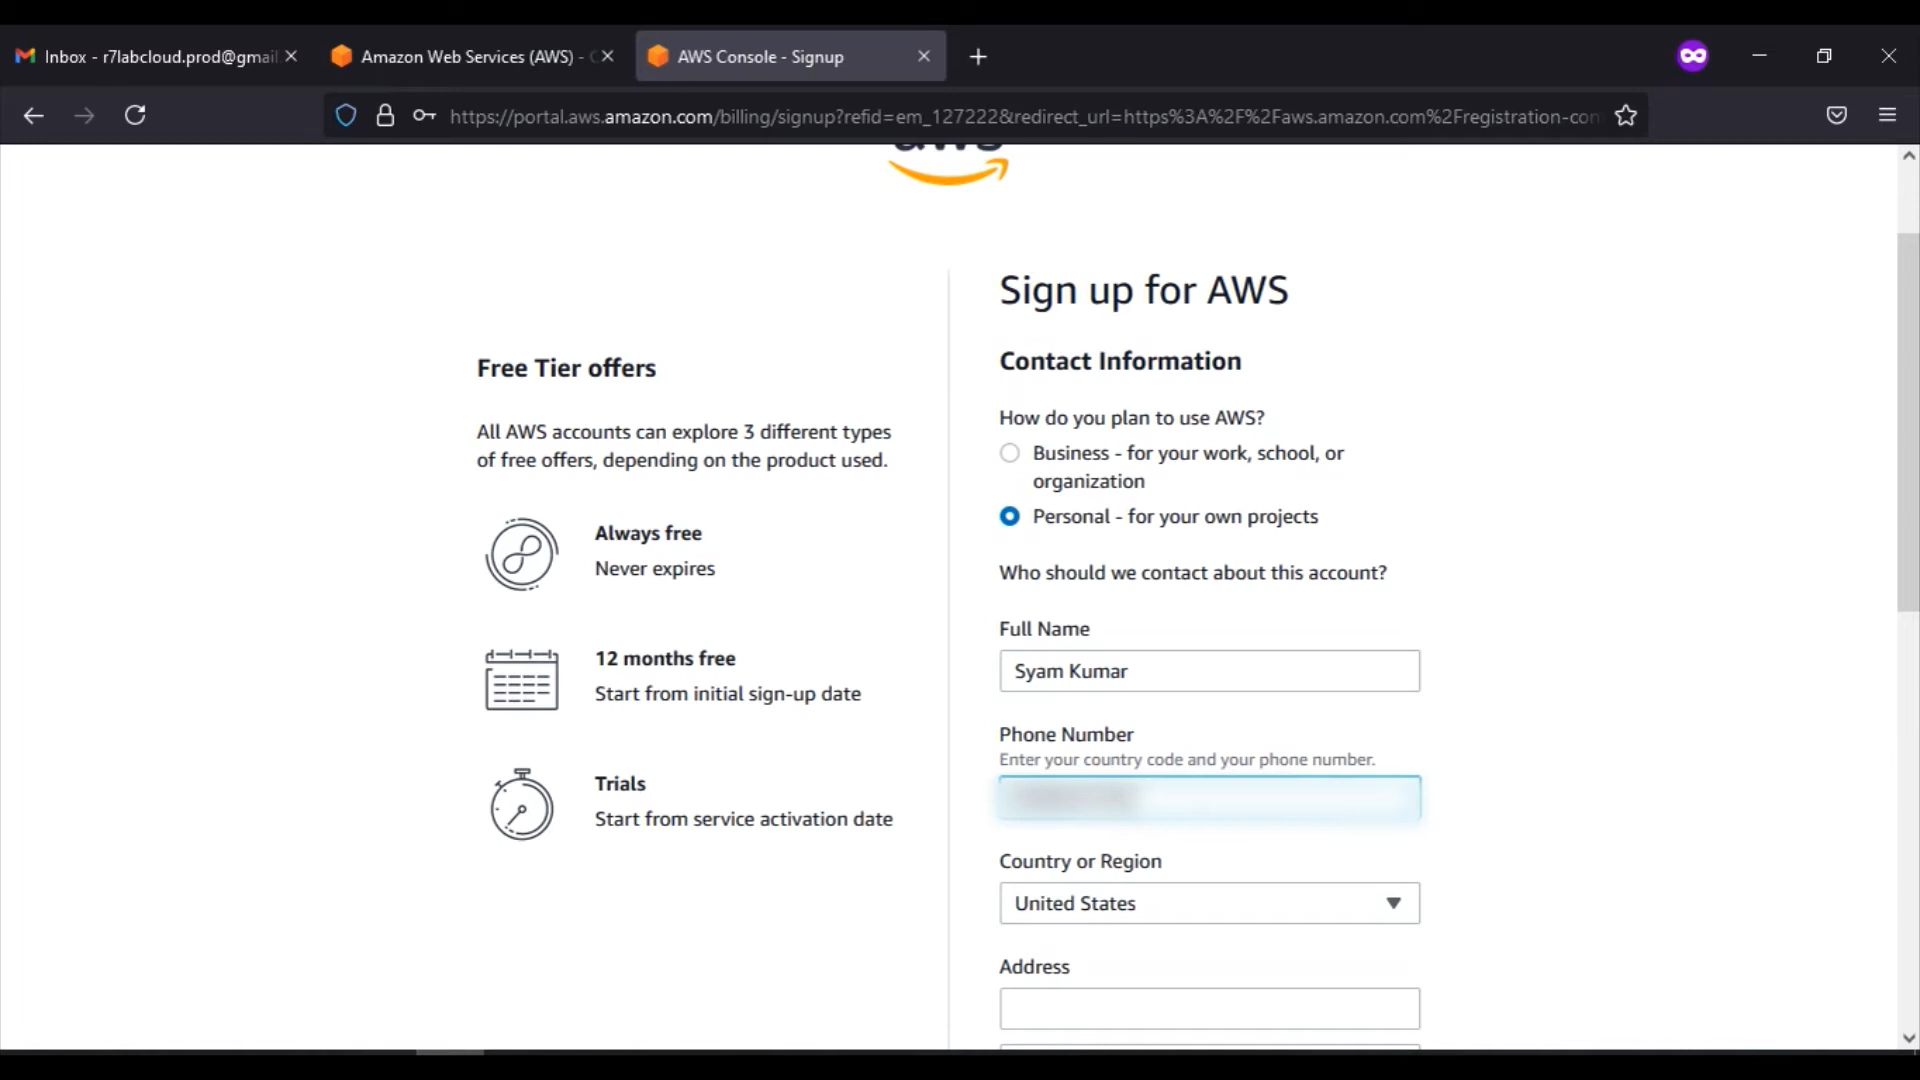 Inbox - r7labcloud.prod@gmail
Amazon Web Services (AWS) - C
AWS Console - Signup
https://portal.aws.amazon.com/billing/signup?refid=em_127222&redirect_url=https%3A%2F%2Faws.amazon.com%2Fregistration-con
aws
Free Tier offers
All AWS accounts can explore 3 different types
of free offers, depending on the product used.
Always free
Never expires
12 months free
Start from initial sign-up date
Trials
Start from service activation date
Sign up for AWS
Contact Information
How do you plan to use AWS?
Business - for your work, school, or
organization
Personal - for your own projects
Who should we contact about this account?
Full Name
Syam Kumar
Phone Number
Enter your country code and your phone number.
Country or Region
United States
Address